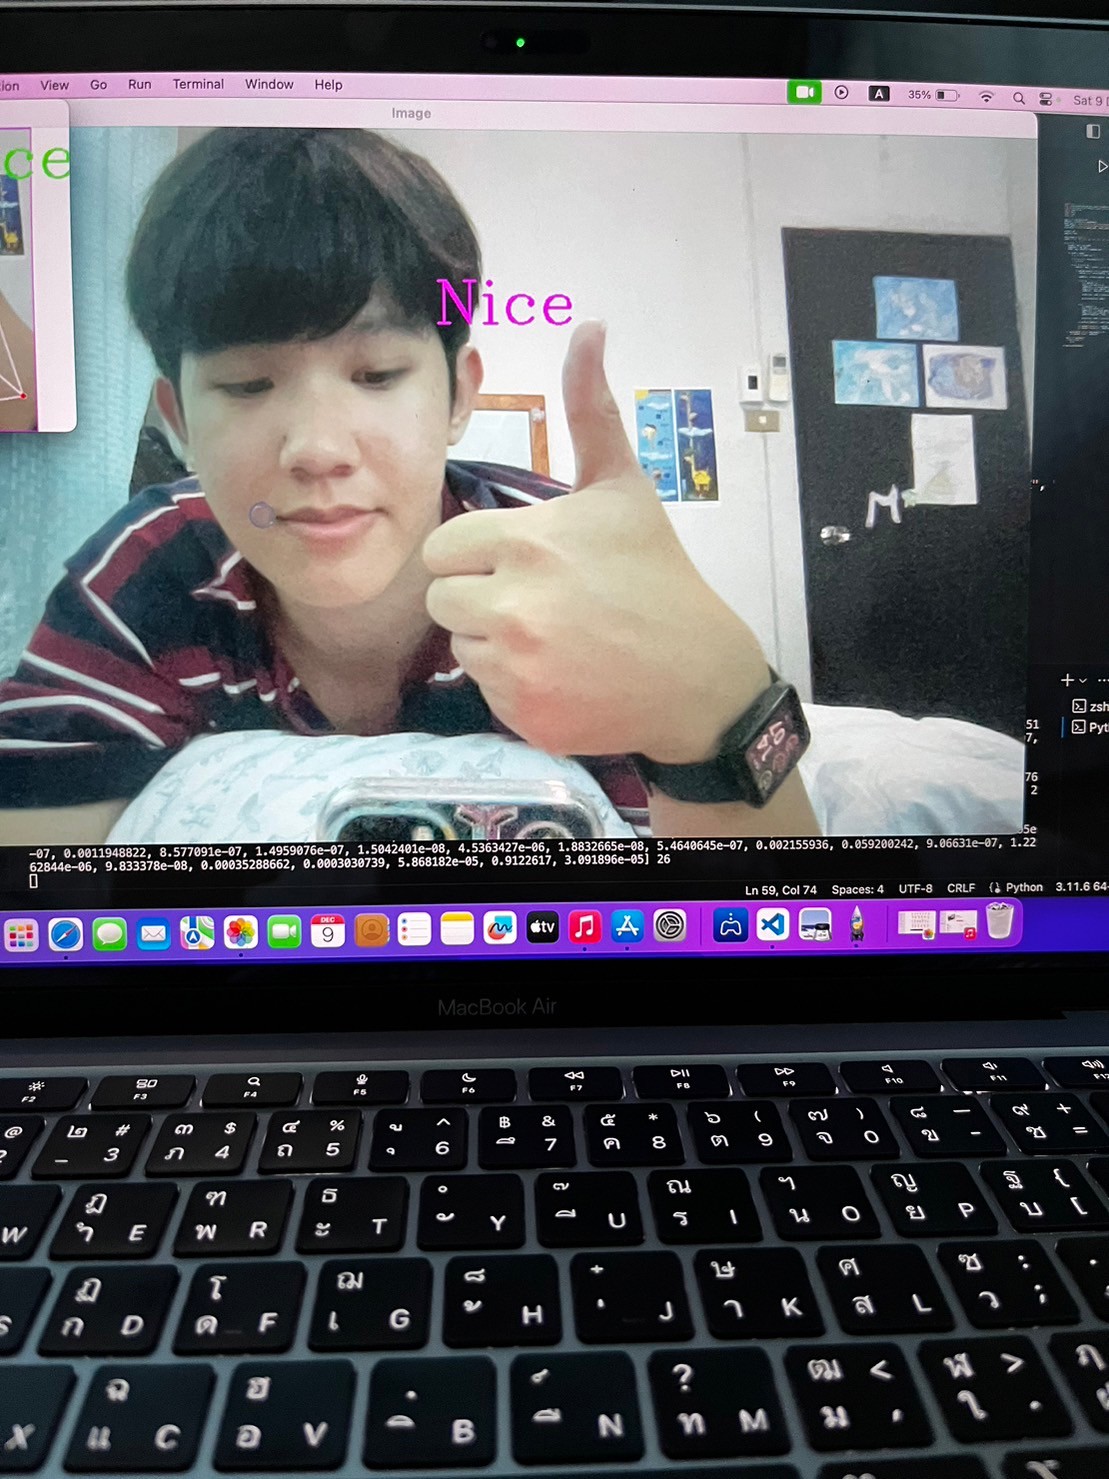 View Go Run Terminal Window Help A 35% Sat 9
Image
ce
Nice
M
51
7,
76
2
5e
zsh
-07, 0.0011948822, 8.577091e-07, 1.4959076e-07, 1.5042401e-08, 4.5363427e-06, 1.8832665e-08, 5.4640645e-07, 0.002155936, 0.059200242, 9.06631e-07, 1.22
62844e-06, 9.833378e-08, 0.00035288662, 0.0003030739, 5.868182e-05, 0.9122617, 3.091896e-05] 26
Ln 59, Col 74 Spaces: 4 UTF-8 CRLF Python 3.11.6 64-
DEC
9
tv
MacBook Air
F2 F3 F4 F5 F6 F7 F8 F9 F10 F11 F12
@ ๒ # ๓ $ ๔ % ู ^ ฿ & ๕ * ๖ ( ๗ ) ๘ — ๙ +
_ 3 ภ 4 ถ 5 ุ 6 ึ 7 ค 8 ต 9 จ 0 ข - ช =
ฎ ฑ ธ ํ ๊ ณ ฯ ญ ฐ {
W ำ E พ R ะ T ั Y ี U ร I น O ย P บ [
ฏ โ ฌ ็ ๋ ษ ศ ซ :
S ก D ด F เ G ้ H ่ J า K ส L ว ;
ฉ ฮ ฺ ์ ? ฒ < ฬ > ฦ
X แ C อ V ิ B ื N ท M ม , ใ .